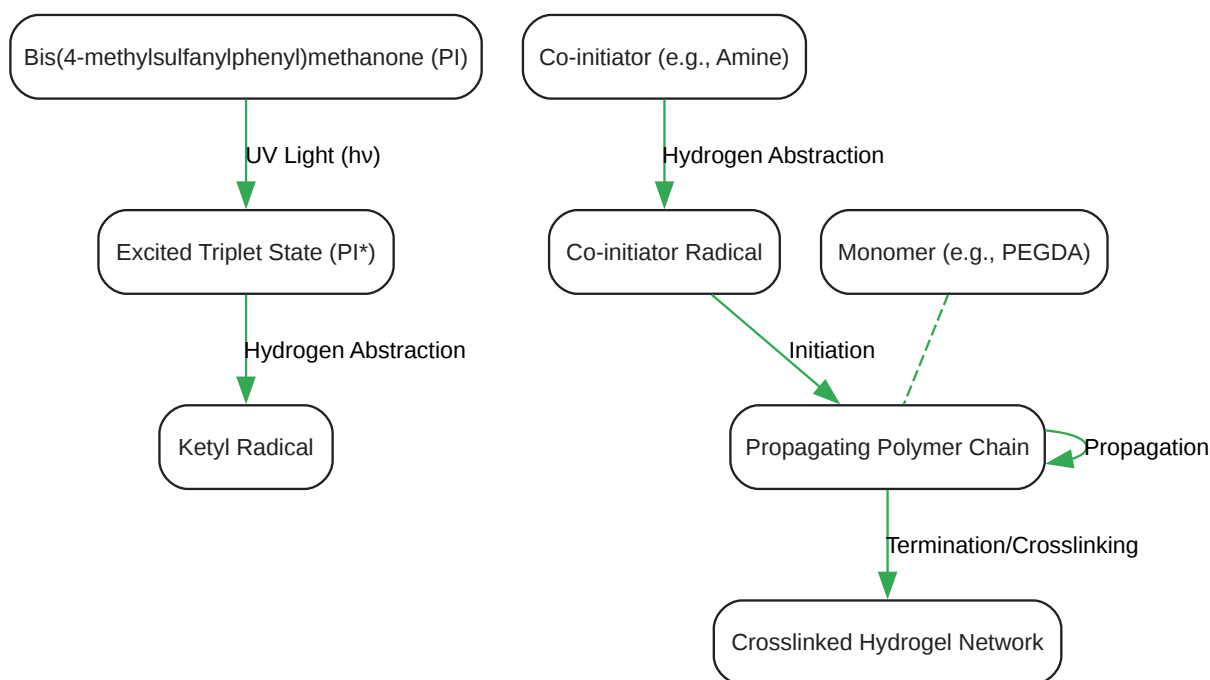 Bis(4-methylsulfanylphenyl)methanone (PI)
Co-initiator (e.g., Amine)
UV Light (hν)
Hydrogen Abstraction
Excited Triplet State (PI*)
Co-initiator Radical
Monomer (e.g., PEGDA)
Hydrogen Abstraction
Initiation
Ketyl Radical
Propagating Polymer Chain
Propagation
Termination/Crosslinking
Crosslinked Hydrogel Network